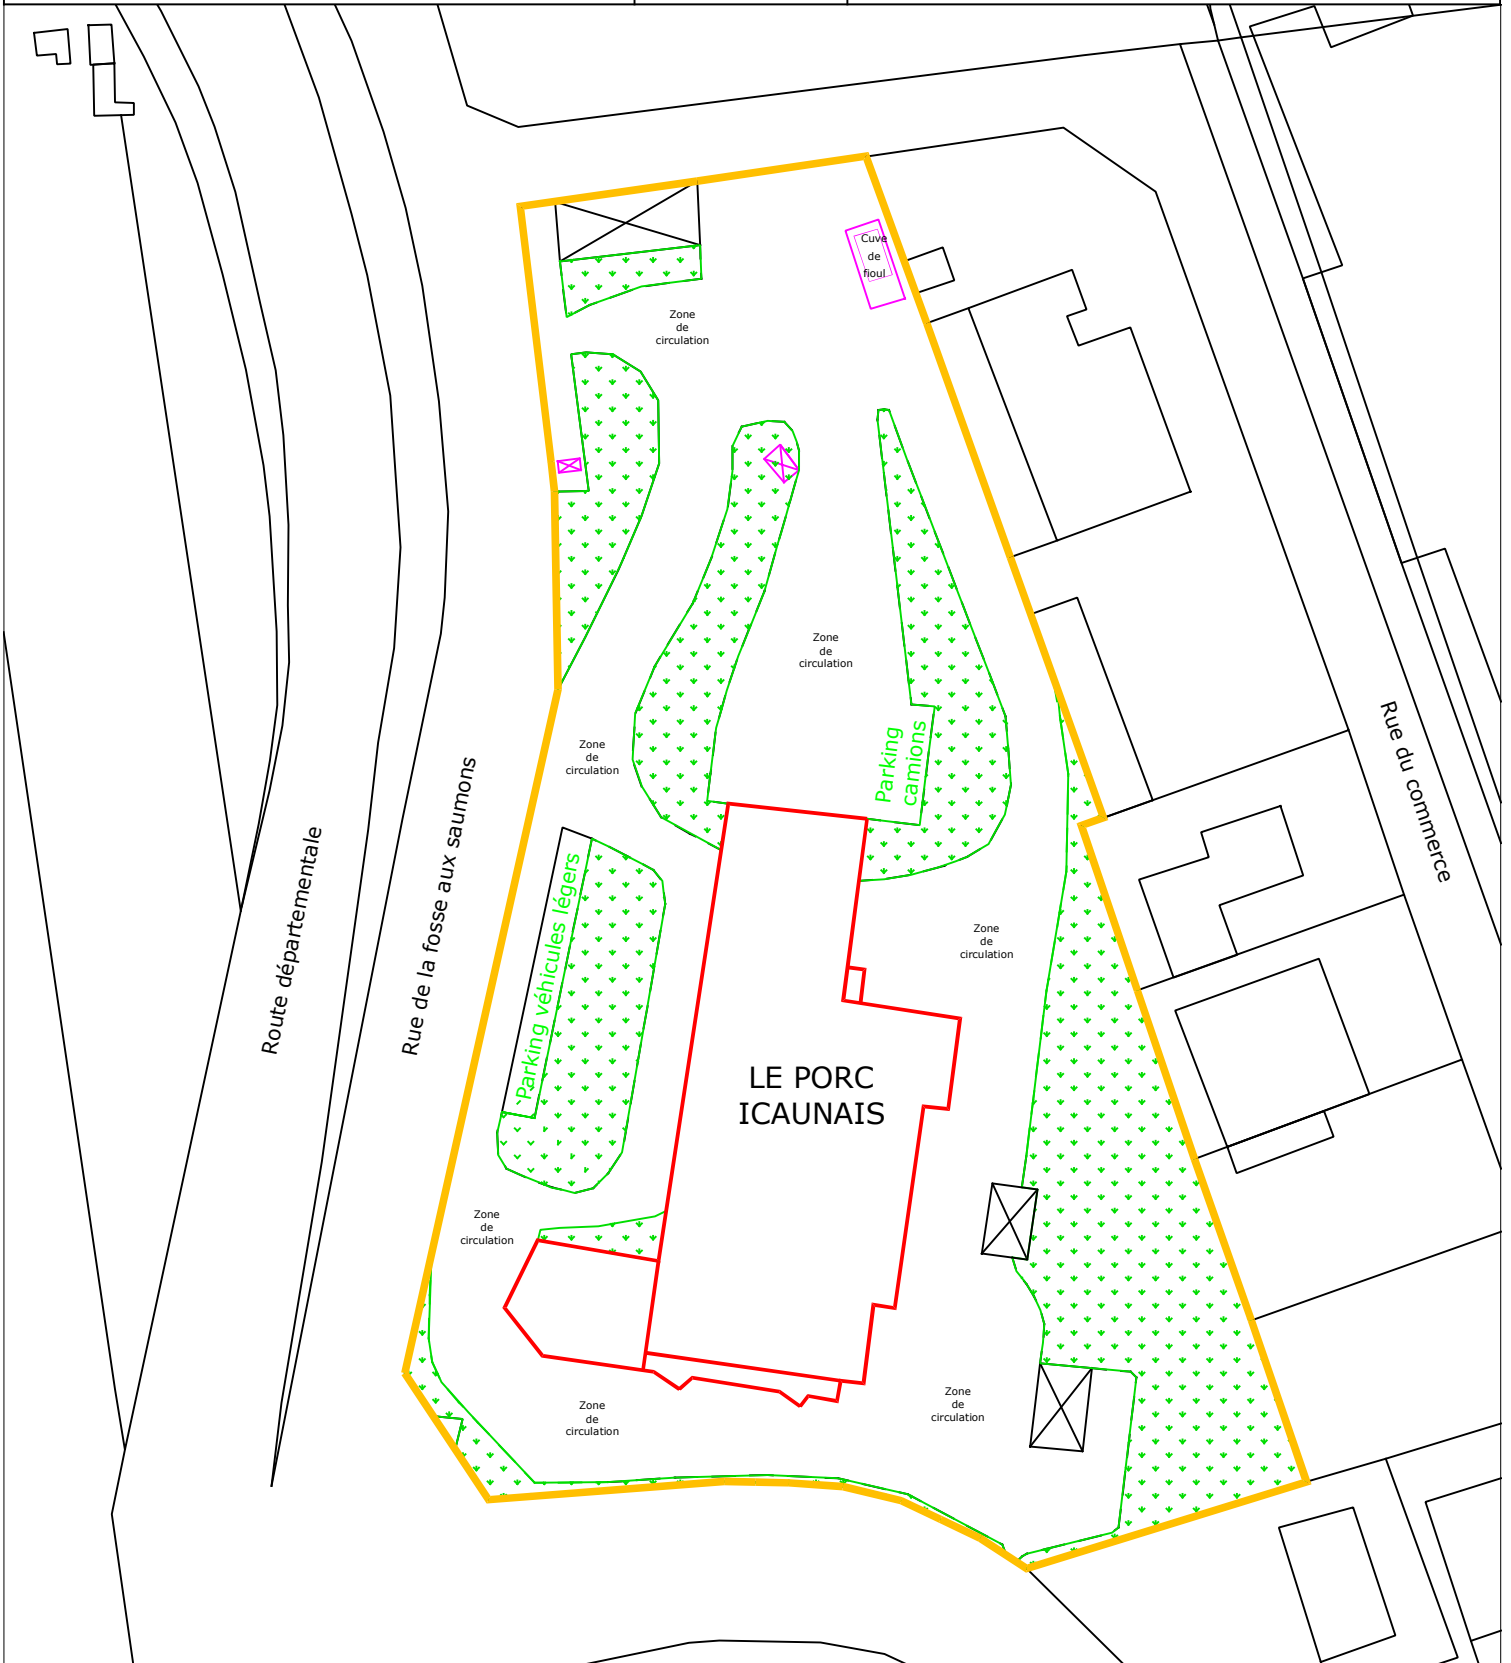 Cuve
de
fioul
Zone
de
circulation
Zone
de
circulation
Parking
camions
Zone
de
circulation
Rue du commerce
Route départementale
Rue de la fosse aux saumons
Parking véhicules légers
Zone
de
circulation
LE PORC
ICAUNAIS
Zone
de
circulation
Zone
de
circulation
Zone
de
circulation